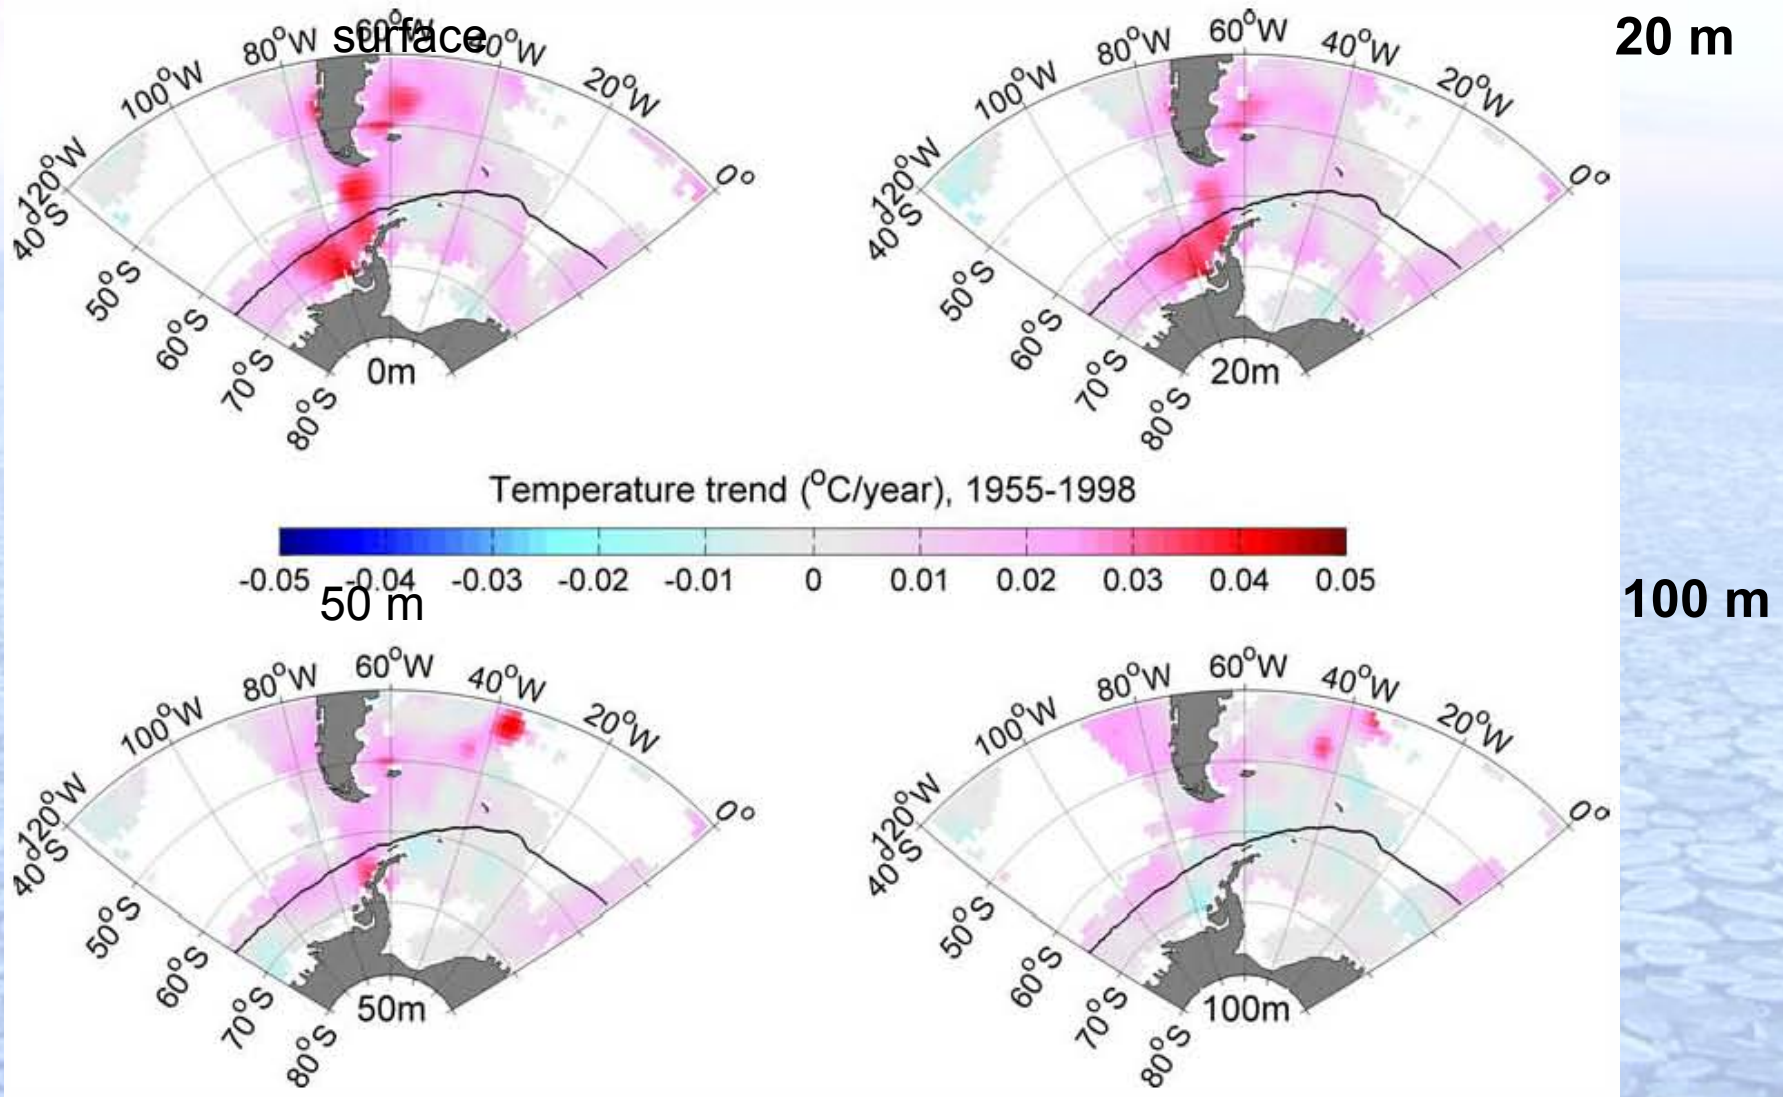 surface
20 m
120°W 100°W 80°W 60°W 40°W 20°W 0°
40°S 50°S 60°S 70°S 80°S
0m
120°W 100°W 80°W 60°W 40°W 20°W 0°
40°S 50°S 60°S 70°S 80°S
20m
Temperature trend (°C/year), 1955-1998
-0.05 -0.04 -0.03 -0.02 -0.01 0 0.01 0.02 0.03 0.04 0.05
50 m
100 m
120°W 100°W 80°W 60°W 40°W 20°W 0°
40°S 50°S 60°S 70°S 80°S
50m
120°W 100°W 80°W 60°W 40°W 20°W 0°
40°S 50°S 60°S 70°S 80°S
100m